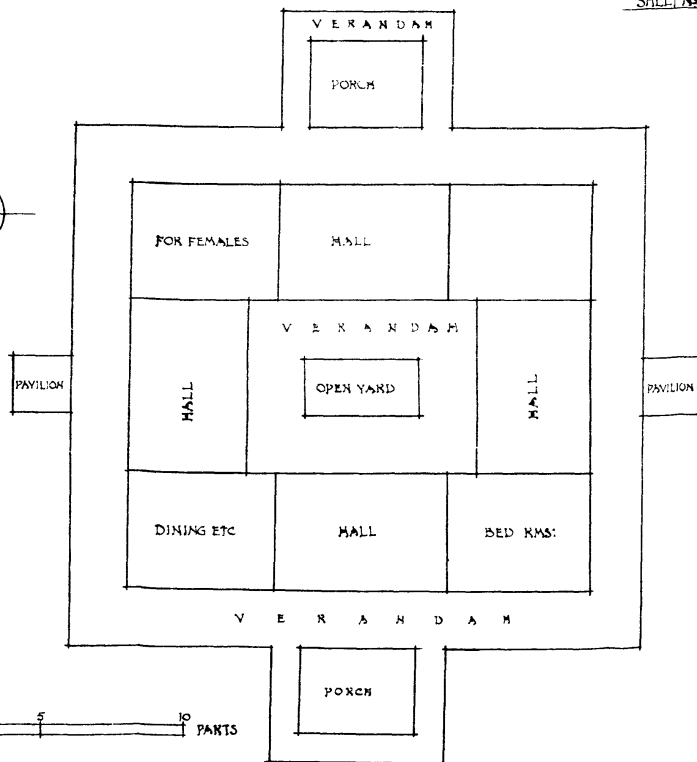 VERANDAH
PORCH
FOR FEMALES HALL
VERANDAH
PAVILION HALL OPEN YARD HALL PAVILION
DINING ETC HALL BED RMS:
VERANDAH
PORCH
5 10 PARTS